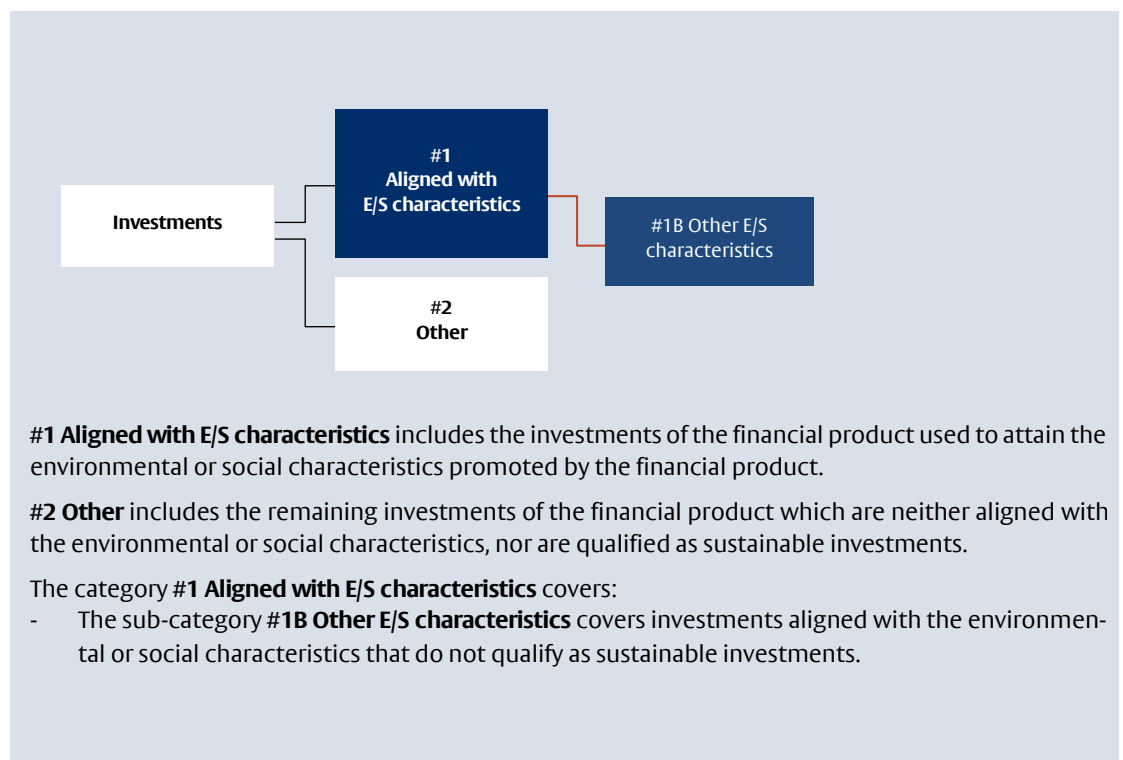 #1
Aligned with
E/S characteristics
Investments
#1B Other E/S
characteristics
#2
Other
#1 Aligned with E/S characteristics includes the investments of the financial product used to attain the
environmental or social characteristics promoted by the financial product.
#2 Other includes the remaining investments of the financial product which are neither aligned with
the environmental or social characteristics, nor are qualified as sustainable investments.
The category #1 Aligned with E/S characteristics covers:
- The sub-category #1B Other E/S characteristics covers investments aligned with the environmen-
tal or social characteristics that do not qualify as sustainable investments.